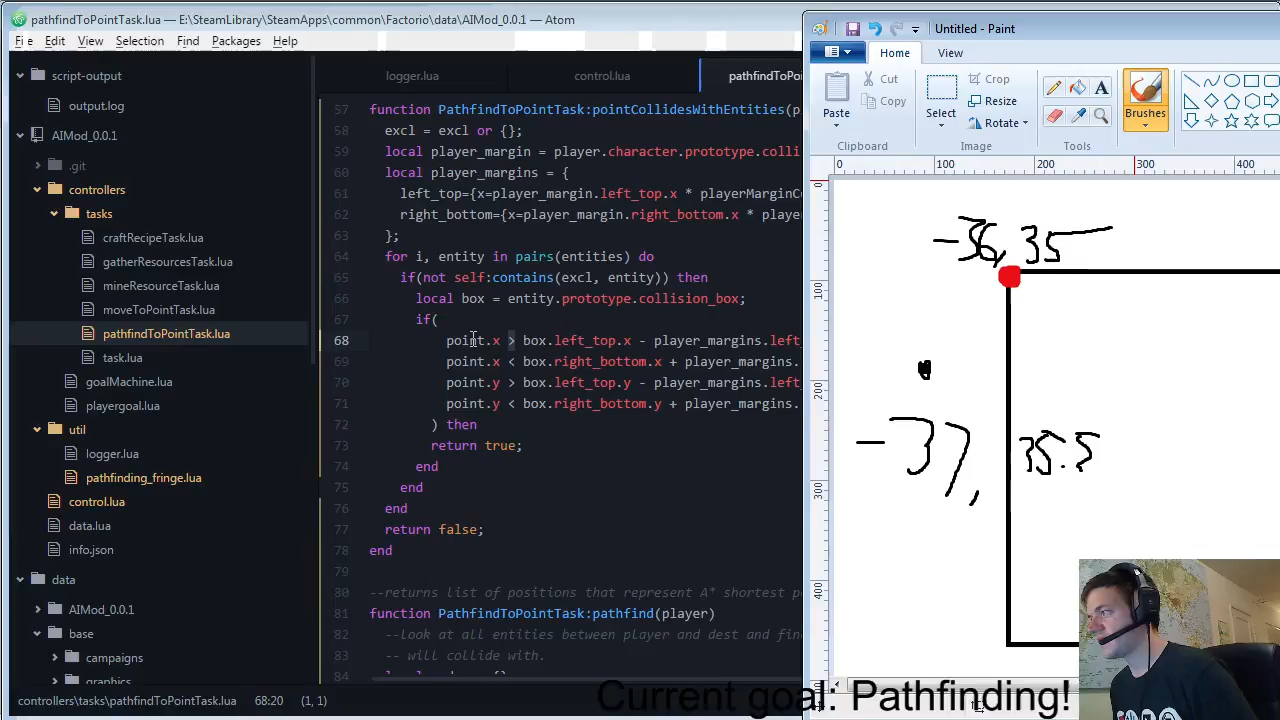 pathfindToPointTask.lua — E:\SteamLibrary\SteamApps\common\Factorio\data\AIMod_0.0.1 — Atom
File Edit View Selection Find Packages Help
script-output
output.log
AIMod_0.0.1
.git
controllers
tasks
craftRecipeTask.lua
gatherResourcesTask.lua
mineResourceTask.lua
moveToPointTask.lua
pathfindToPointTask.lua
task.lua
goalMachine.lua
playergoal.lua
util
logger.lua
pathfinding_fringe.lua
control.lua
data.lua
info.json
data
AIMod_0.0.1
base
campaigns
graphics
controllers\tasks\pathfindToPointTask.lua 68:20 (1, 1)
logger.lua control.lua pathfindToPoi
57 function PathfindToPointTask:pointCollidesWithEntities(p
58 excl = excl or {};
59 local player_margin = player.character.prototype.colli
60 local player_margins = {
61 left_top={x=player_margin.left_top.x * playerMarginC
62 right_bottom={x=player_margin.right_bottom.x * playe
63 };
64 for i, entity in pairs(entities) do
65 if(not self:contains(excl, entity)) then
66 local box = entity.prototype.collision_box;
67 if(
68 point.x > box.left_top.x - player_margins.left_
69 point.x < box.right_bottom.x + player_margins.
70 point.y > box.left_top.y - player_margins.left_
71 point.y < box.right_bottom.y + player_margins.
72 ) then
73 return true;
74 end
75 end
76 end
77 return false;
78 end
79
80 --returns list of positions that represent A* shortest p
81 function PathfindToPointTask:pathfind(player)
82 --look at all entities between player and dest and fin
83 -- will collide with.
84
Untitled - Paint
Home View
Paste
Cut
Copy
Clipboard
Select
Crop
Resize
Rotate
Image
Tools
Brushes
0 100 200 300 400
0
100
200
300
400
-36, 35
-37, 35.5
Current goal: Pathfinding!